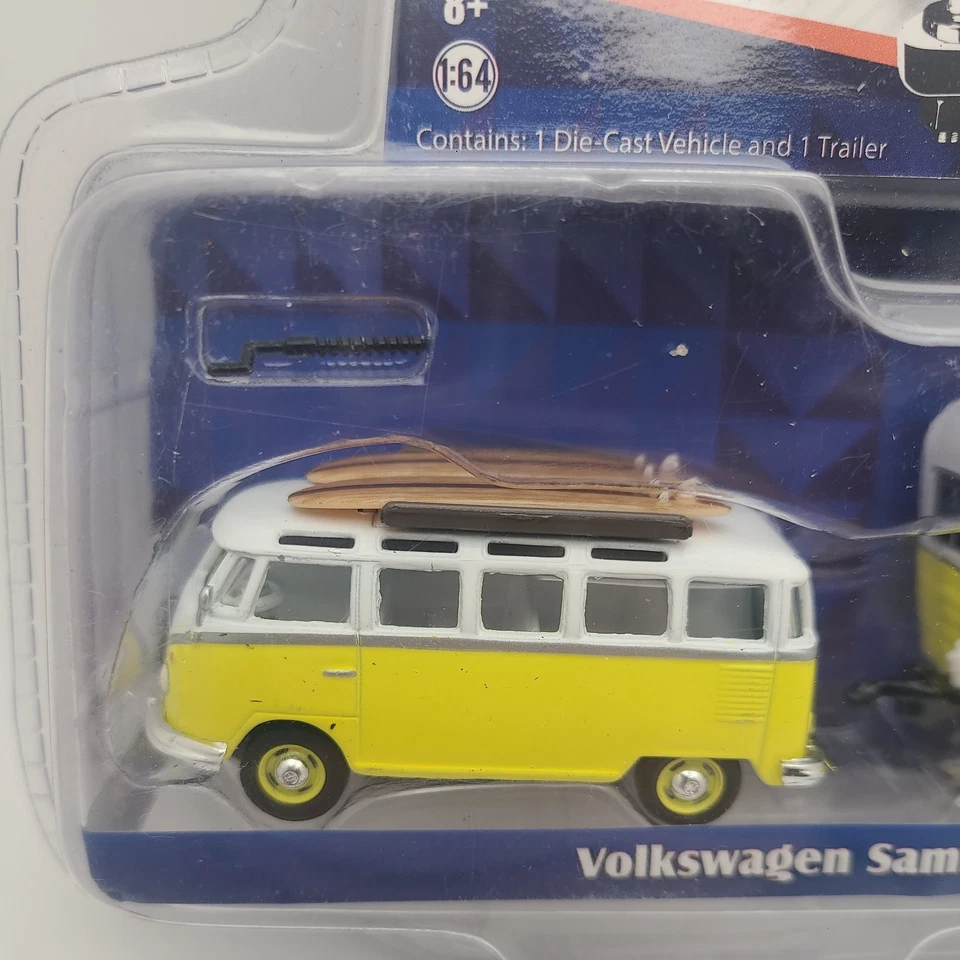 8+
1:64
Contains: 1 Die-Cast Vehicle and 1 Trailer
Volkswagen Sam